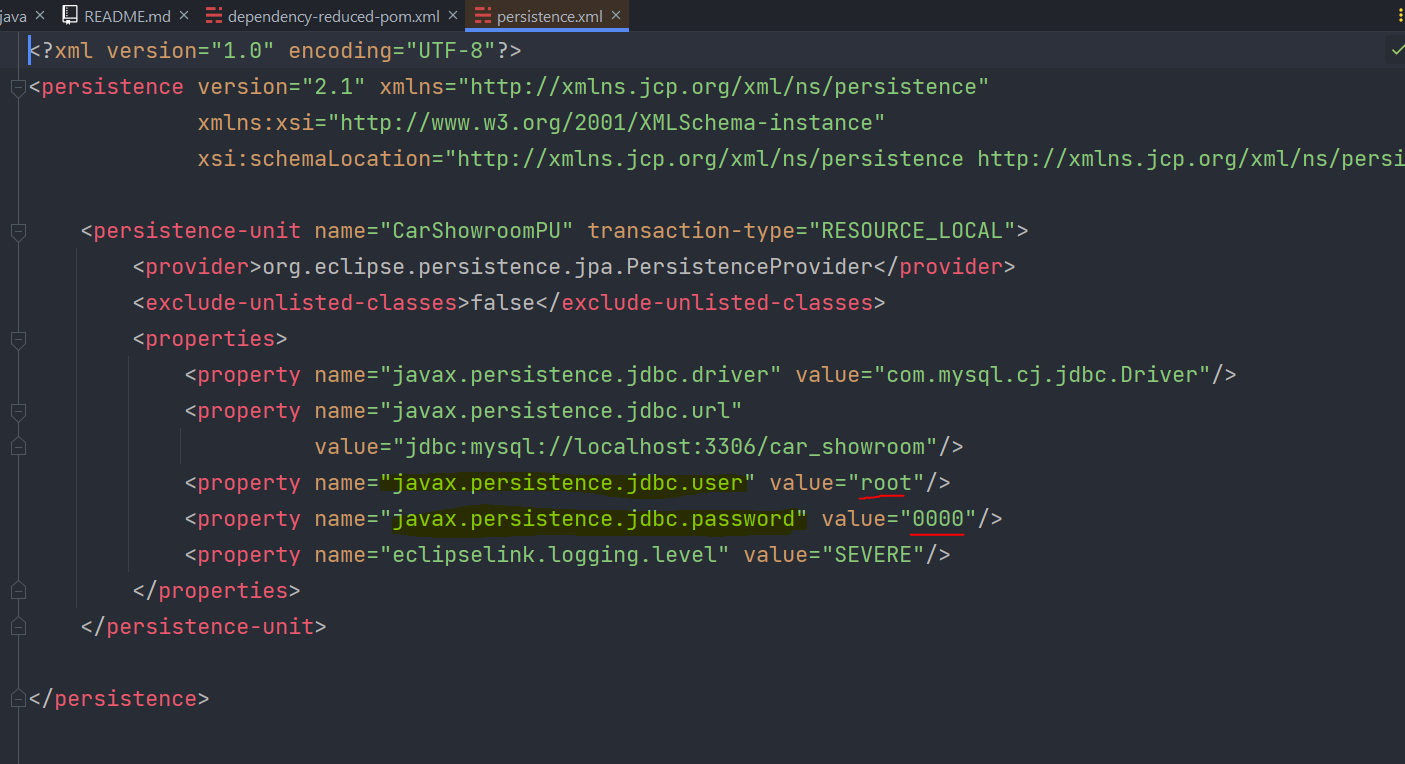 java
README.md
dependency-reduced-pom.xml
persistence.xml
<?xml version="1.0" encoding="UTF-8"?>
<persistence version="2.1" xmlns="http://xmlns.jcp.org/xml/ns/persistence"
xmlns:xsi="http://www.w3.org/2001/XMLSchema-instance"
xsi:schemaLocation="http://xmlns.jcp.org/xml/ns/persistence http://xmlns.jcp.org/xml/ns/persi
<persistence-unit name="CarShowroomPU" transaction-type="RESOURCE_LOCAL">
<provider>org.eclipse.persistence.jpa.PersistenceProvider</provider>
<exclude-unlisted-classes>false</exclude-unlisted-classes>
<properties>
<property name="javax.persistence.jdbc.driver" value="com.mysql.cj.jdbc.Driver"/>
<property name="javax.persistence.jdbc.url"
value="jdbc:mysql://localhost:3306/car_showroom"/>
<property name="javax.persistence.jdbc.user" value="root"/>
<property name="javax.persistence.jdbc.password" value="0000"/>
<property name="eclipselink.logging.level" value="SEVERE"/>
</properties>
</persistence-unit>
</persistence>